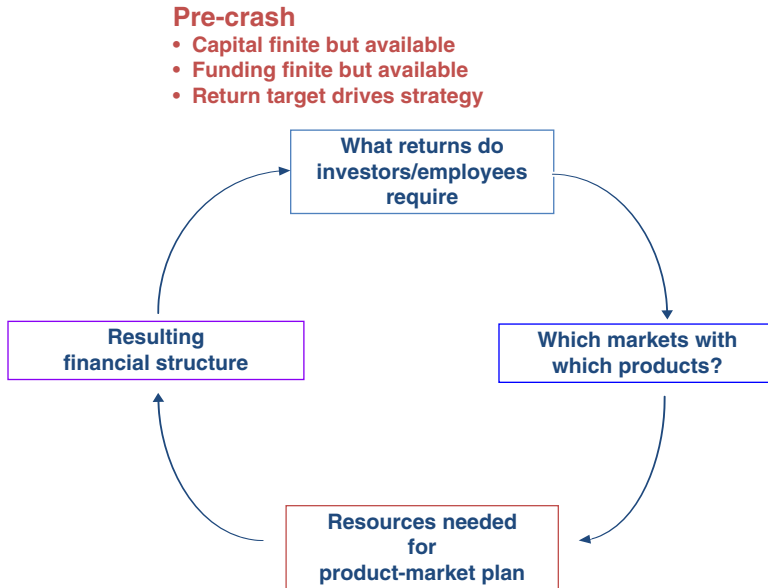 Pre-crash
• Capital finite but available
• Funding finite but available
• Return target drives strategy
What returns do
investors/employees
require
Resulting
financial structure
Which markets with
which products?
Resources needed
for
product-market plan